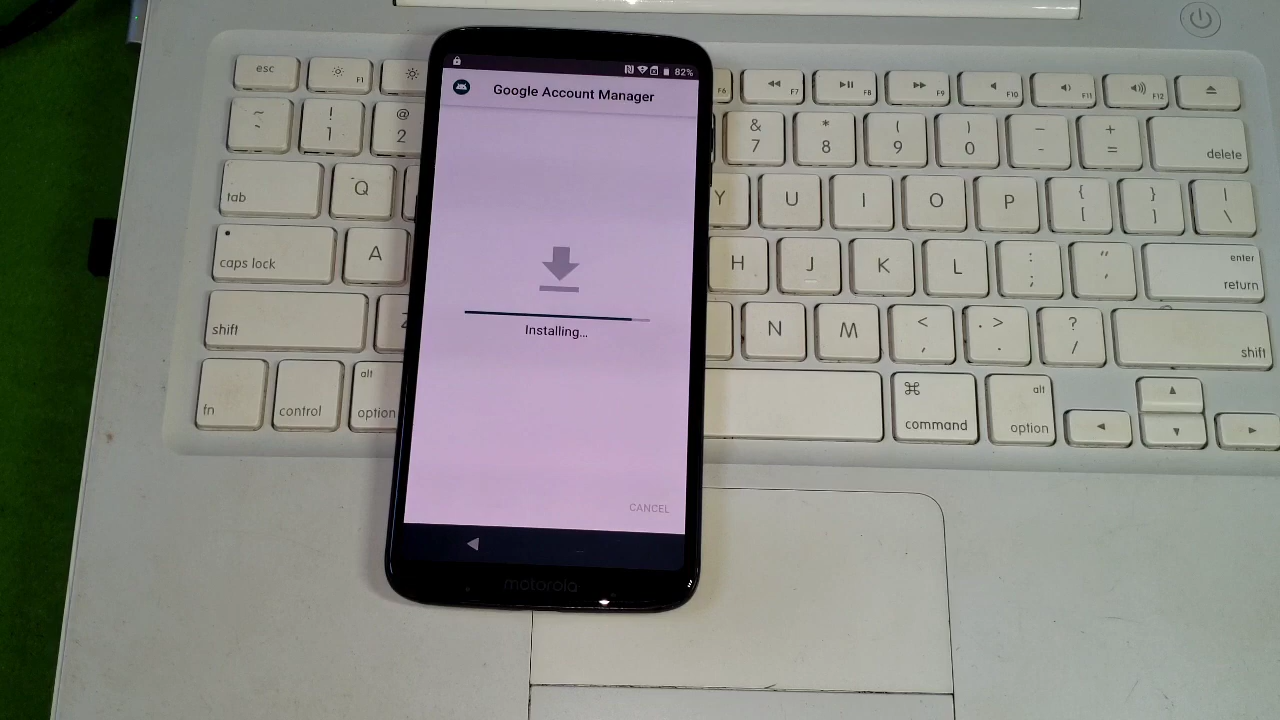 82%
Google Account Manager
Installing...
CANCEL
motorola
esc
F1
F6
F7
F8
F9
F10
F11
F12
~
`
!
1
@
2
&
7
*
8
(
9
)
0
–
-
+
=
delete
tab
Q
Y
U
I
O
P
{
[
}
]
|
\
caps lock
A
H
J
K
L
:
;
“
‘
enter
return
shift
Z
N
M
<
,
>
.
?
/
shift
fn
control
alt
option
⌘
command
alt
option